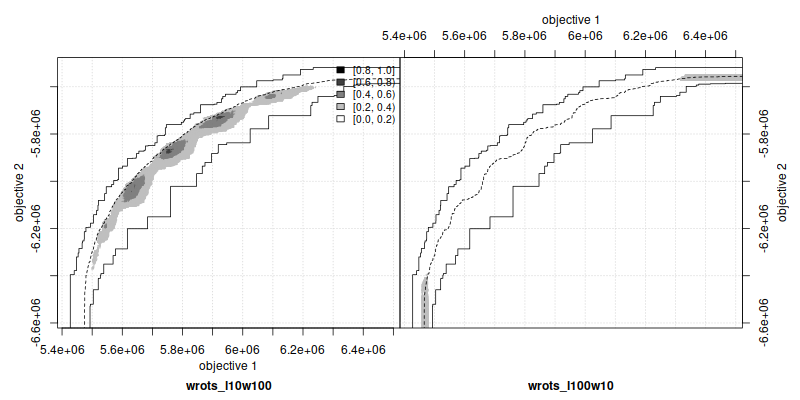 objective 1
5.4e+06 5.6e+06 5.8e+06 6e+06 6.4e+06
[0.8, 1.0]
[0.6, 0.8)
[0.4, 0.6)
[0.2, 0.4)
[0.0, 0.2)
objective 2
-5.8e+06
-6.2e+06
-6.6e+06
objective 2
-5.8e+06
-6.2e+06
-6.6e+06
5.4e+06 5.6e+06 5.8e+06 6e+06 6.2e+06 6.4e+06
objective 1
wrots_l10w100
wrots_l100w10